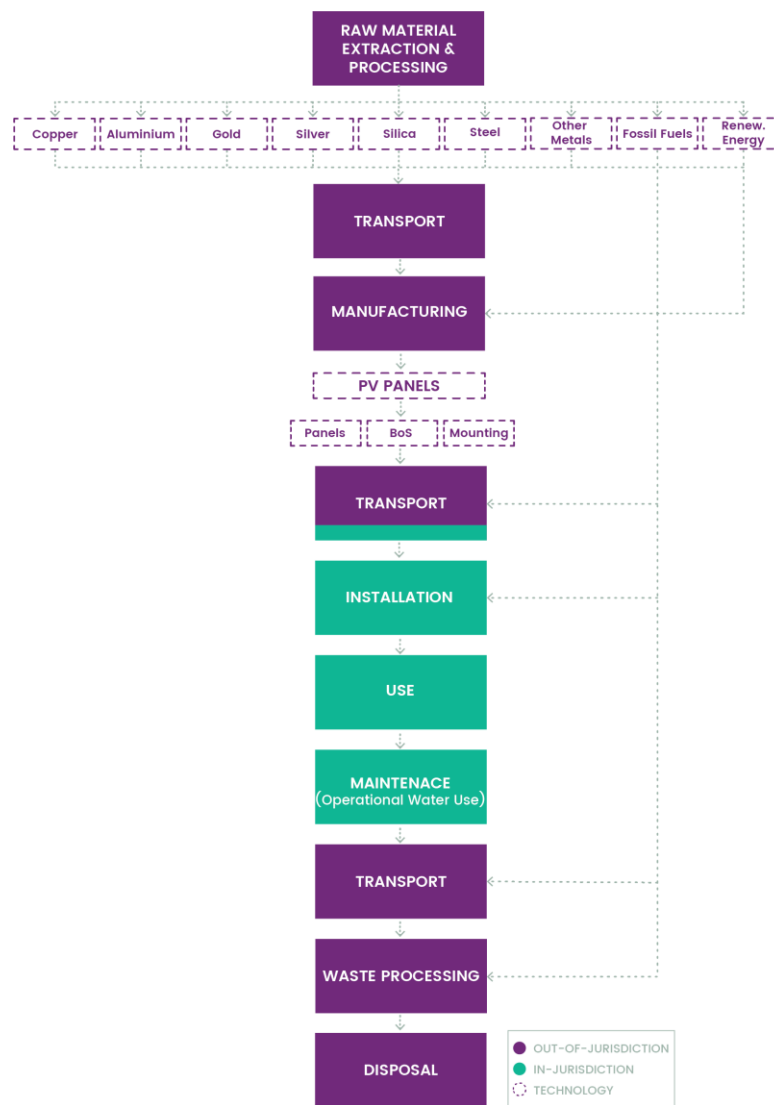 RAW MATERIAL
EXTRACTION &
PROCESSING
Copper
Aluminium
Gold
Silver
Silica
Steel
Other
Metals
Fossil Fuels
Renew.
Energy
TRANSPORT
MANUFACTURING
PV PANELS
Panels
BoS
Mounting
TRANSPORT
INSTALLATION
USE
MAINTENACE
(Operational Water Use)
TRANSPORT
WASTE PROCESSING
DISPOSAL
OUT-OF-JURISDICTION
IN-JURISDICTION
TECHNOLOGY